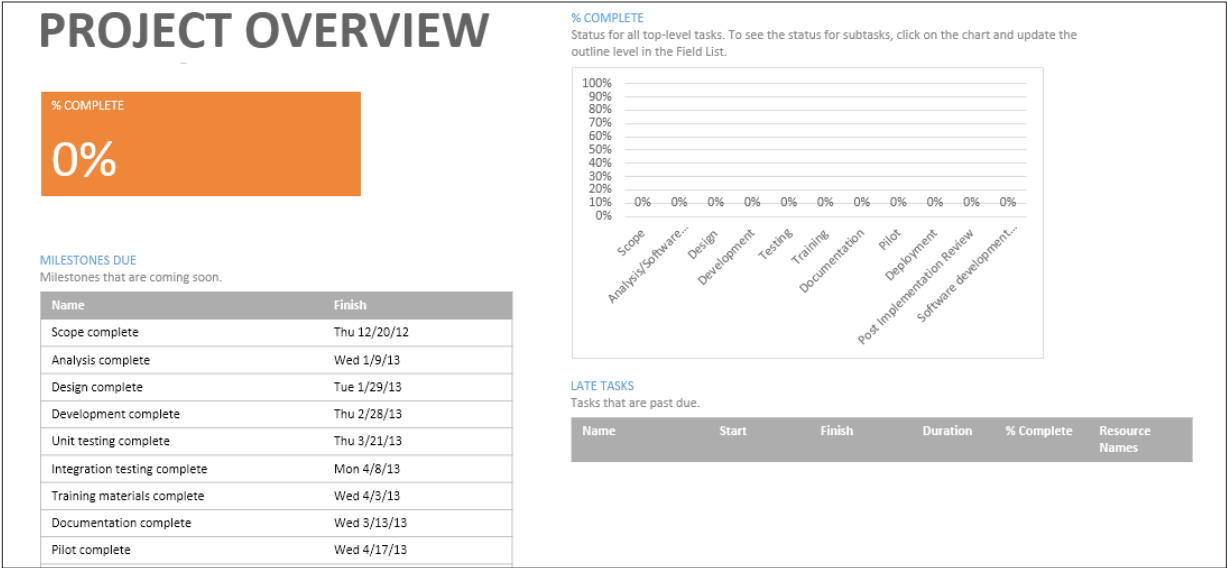 PROJECT OVERVIEW
% COMPLETE
0%
MILESTONES DUE
Milestones that are coming soon.
Name Finish
Scope complete Thu 12/20/12
Analysis complete Wed 1/9/13
Design complete Tue 1/29/13
Development complete Thu 2/28/13
Unit testing complete Thu 3/21/13
Integration testing complete Mon 4/8/13
Training materials complete Wed 4/3/13
Documentation complete Wed 3/13/13
Pilot complete Wed 4/17/13
% COMPLETE
Status for all top-level tasks. To see the status for subtasks, click on the chart and update the
outline level in the Field List.
100%
90%
80%
70%
60%
50%
40%
30%
20%
10%
0%
0% 0% 0% 0% 0% 0% 0% 0% 0% 0% 0%
Scope
Analysis/Software...
Design
Development
Testing
Training
Documentation
Pilot
Deployment
Post Implementation Review
Software development...
LATE TASKS
Tasks that are past due.
Name Start Finish Duration % Complete Resource
Names